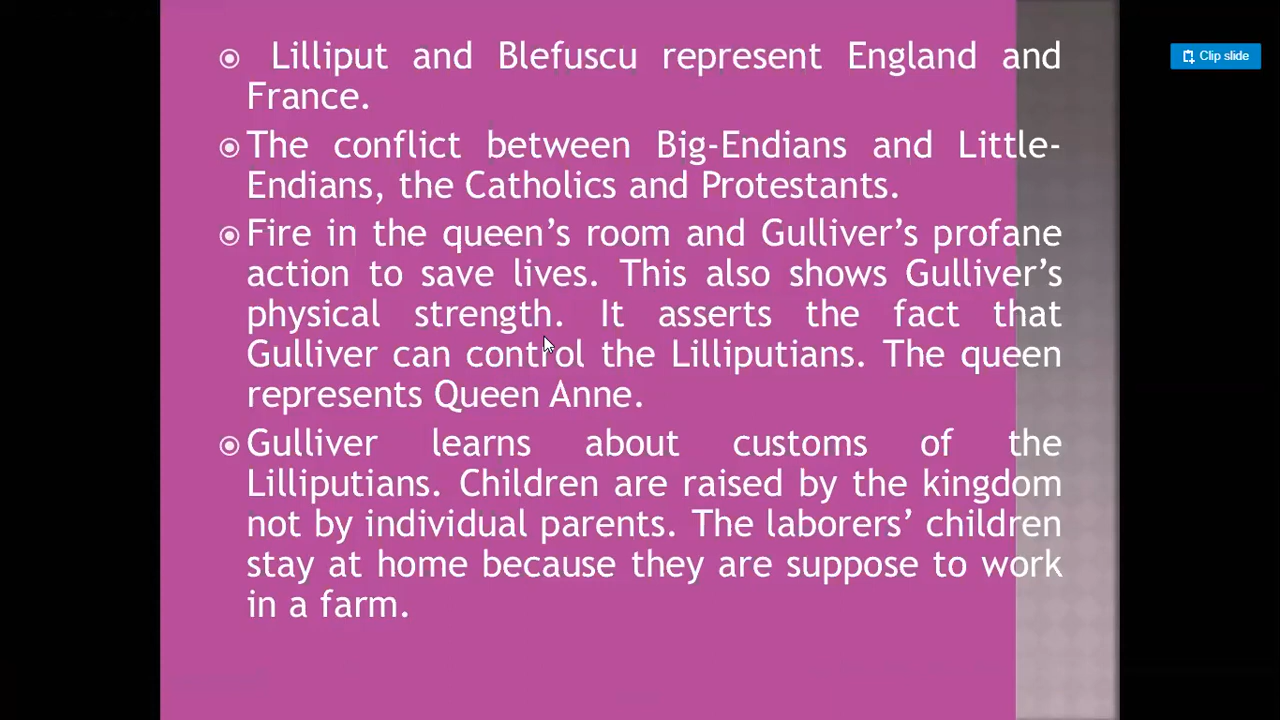 Lilliput and Blefuscu represent England and
France.
The conflict between Big-Endians and Little-
Endians, the Catholics and Protestants.
Fire in the queen's room and Gulliver's profane
action to save lives. This also shows Gulliver's
physical strength. It asserts the fact that
Gulliver can control the Lilliputians. The queen
represents Queen Anne.
Gulliver learns about customs of the
Lilliputians. Children are raised by the kingdom
not by individual parents. The laborers' children
stay at home because they are suppose to work
in a farm.
Clip slide